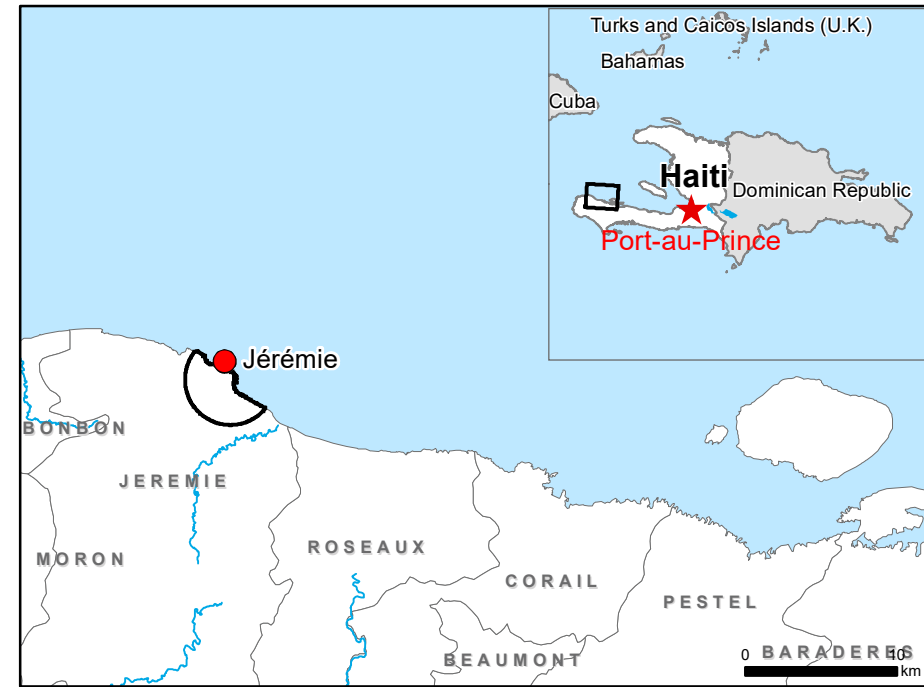 Turks and Caicos Islands (U.K.)
Bahamas
Cuba
Haiti
Dominican Republic
Port-au-Prince
Jérémie
BONBON
JEREMIE
MORON
ROSEAUX
CORAIL
PESTEL
BEAUMONT
BARADERES
0 10
km